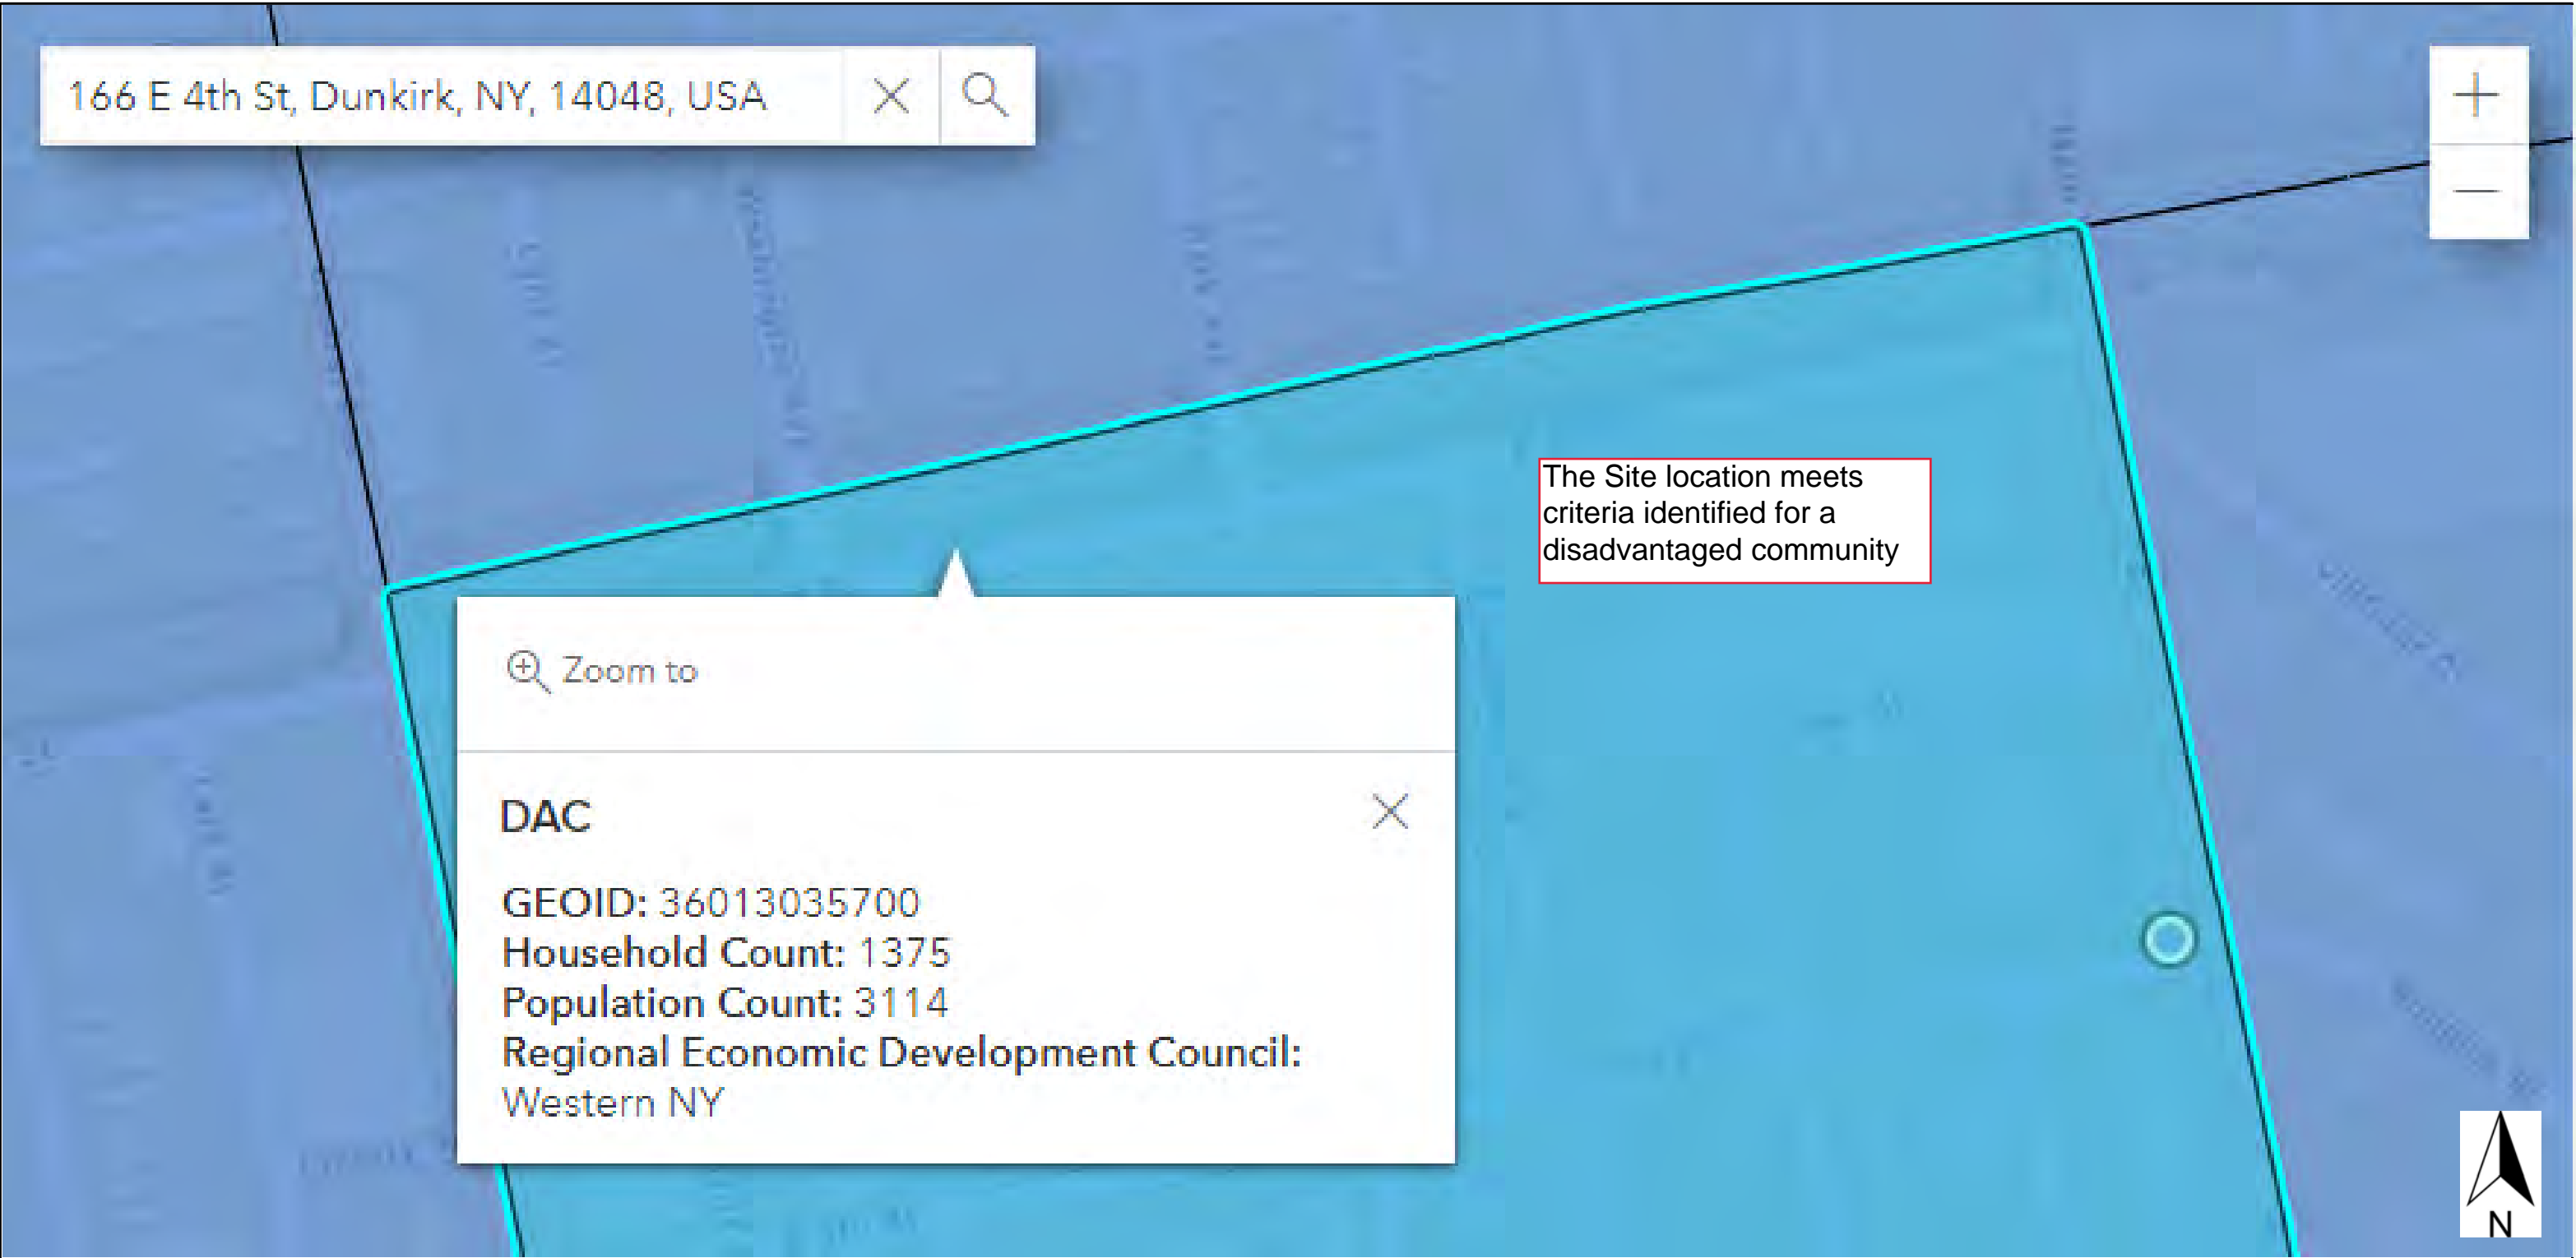 166 E 4th St, Dunkirk, NY, 14048, USA
The Site location meets
criteria identified for a
disadvantaged community
Zoom to
DAC
GEOID: 36013035700
Household Count: 1375
Population Count: 3114
Regional Economic Development Council:
Western NY
N